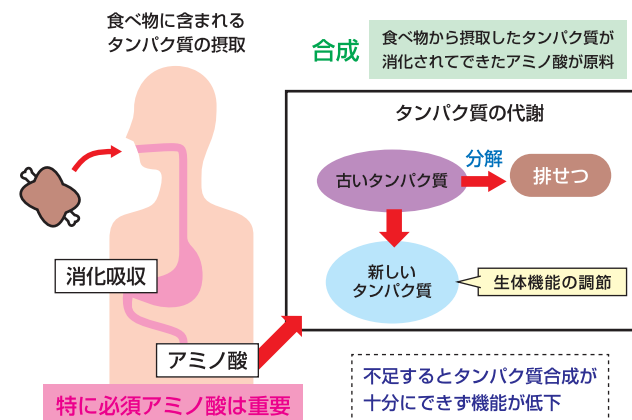 食べ物に含まれる
タンパク質の摂取
合成
食べ物から摂取したタンパク質が
消化されてできたアミノ酸が原料
タンパク質の代謝
古いタンパク質
分解
排せつ
新しい
タンパク質
生体機能の調節
消化吸収
アミノ酸
特に必須アミノ酸は重要
不足するとタンパク質合成が
十分にできず機能が低下